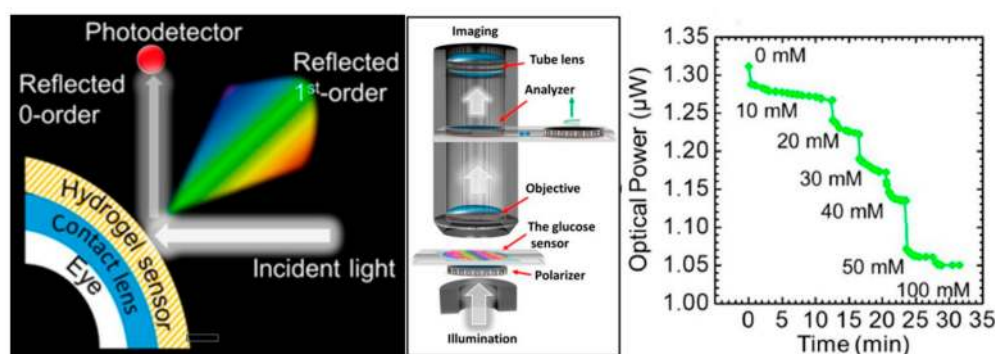 Photodetector
Reflected
0-order
Reflected
1st-order
Hydrogel sensor
Contact lens
Eye
Incident light
Imaging
Tube lens
Analyzer
Objective
The glucose
sensor
Polarizer
Illumination
Optical Power (μW)
1.35
1.30
1.25
1.20
1.15
1.10
1.05
1.00
0 mM
10 mM
20 mM
30 mM
40 mM
50 mM
100 mM
0 5 10 15 20 25 30 35
Time (min)